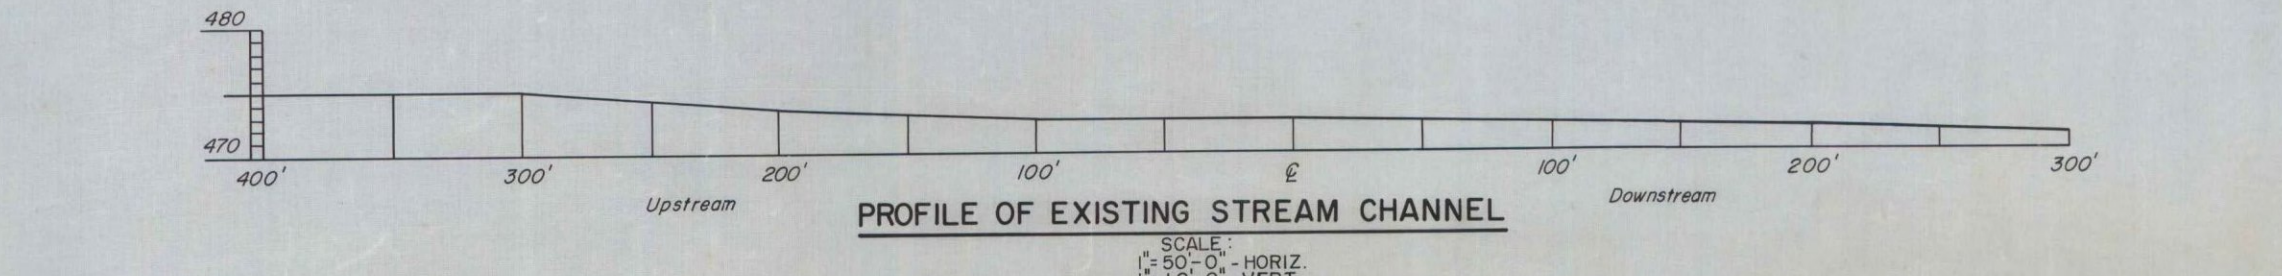 480
470
400' 300' 200' 100' ℄ 100' 200' 300'
Upstream Downstream
PROFILE OF EXISTING STREAM CHANNEL
SCALE:
1"=50'-0" - HORIZ.